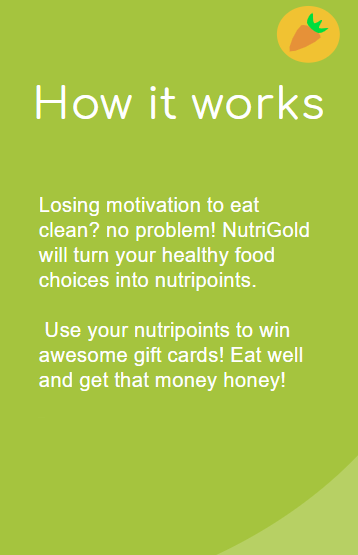 How it works
Losing motivation to eat
clean? no problem! NutriGold
will turn your healthy food
choices into nutripoints.
Use your nutripoints to win
awesome gift cards! Eat well
and get that money honey!